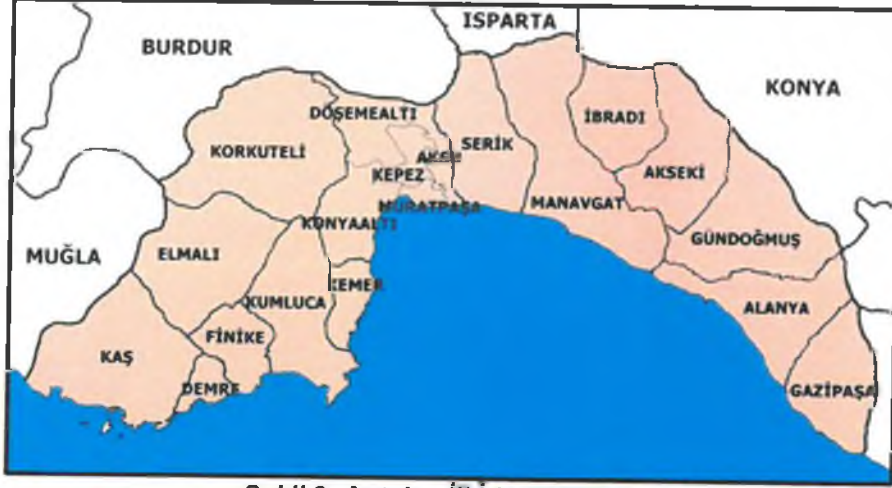 ISPARTA
BURDUR
KONYA
DÖŞEMEALTI
İBRADI
SERİK
KORKUTELİ
AKSEKİ
KEPEZ
MANAVGAT
MURATPAŞA
KONYAALTI
GÜNDOĞMUŞ
MUĞLA
ELMALI
KEMER
KUMLUCA
ALANYA
FİNİKE
KAŞ
DEMRE
GAZİPAŞA